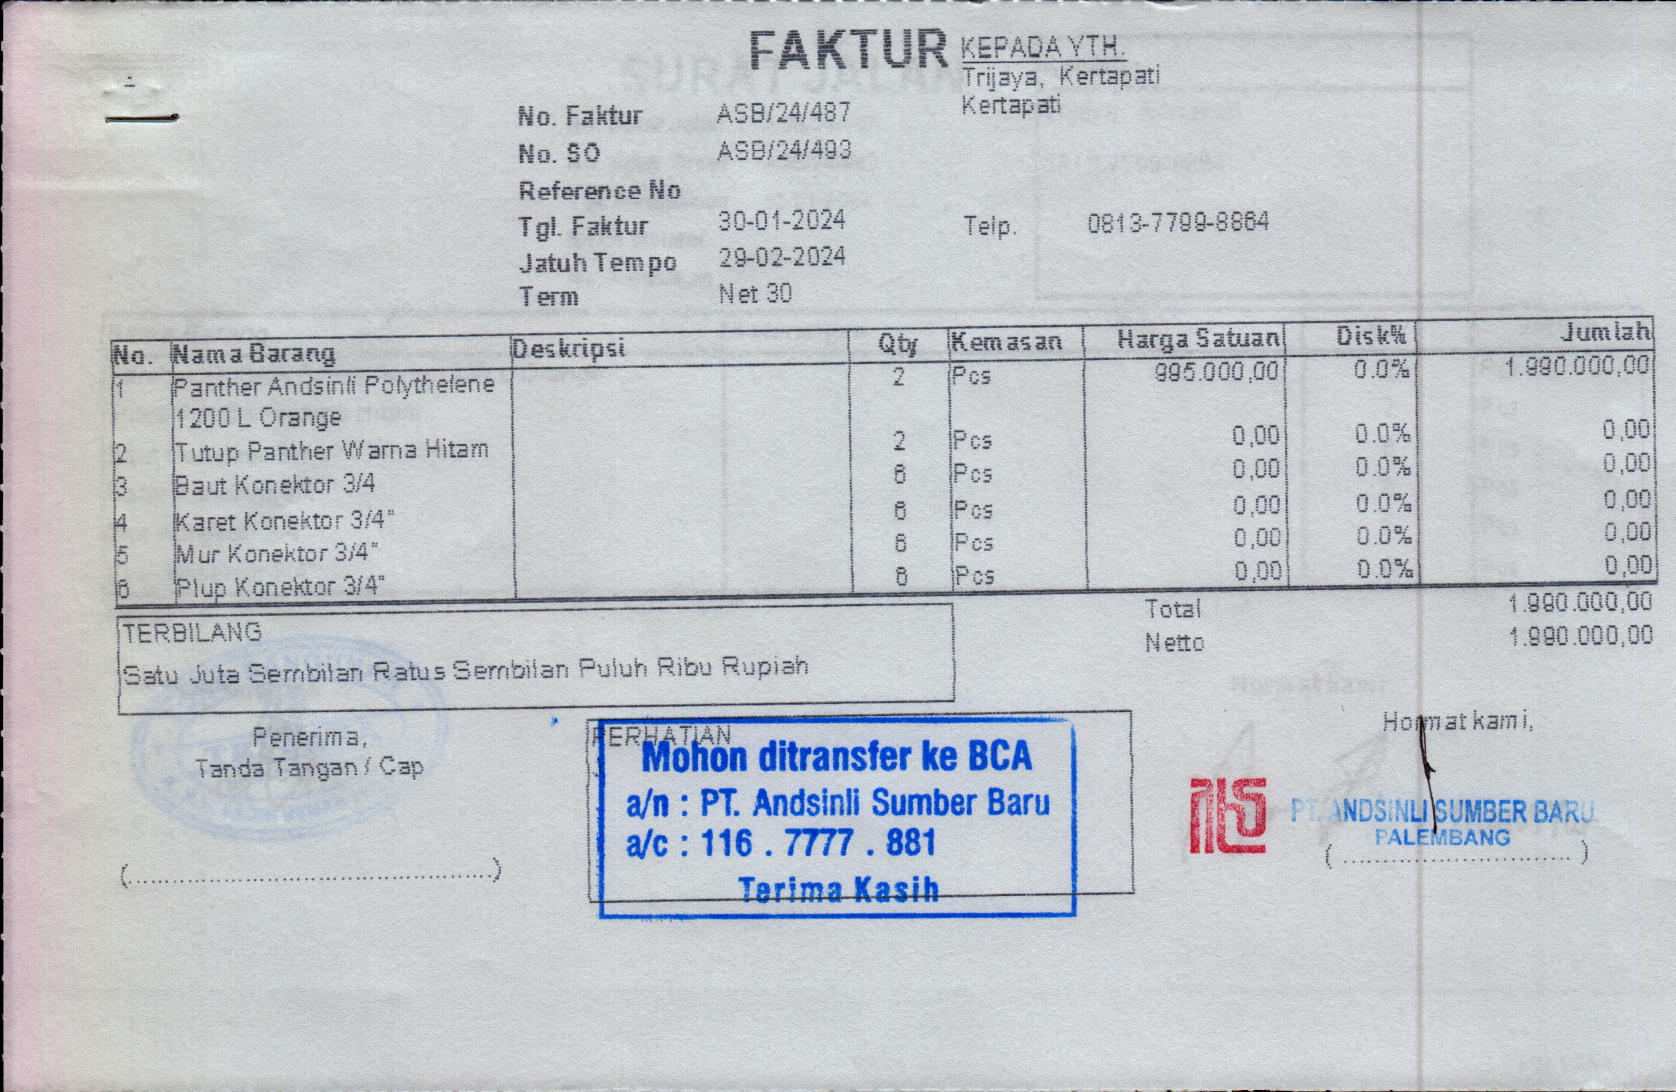 FAKTUR
KEPADA YTH.
Trijaya, Kertapati
Kertapati
No. Faktur ASB/24/487
No. SO ASB/24/493
Reference No
Tgl. Faktur 30-01-2024
Telp. 0813-7799-8864
Jatuh Tempo 29-02-2024
Term Net 30
No. Nama Barang Deskripsi Qty Kemasan Harga Satuan Disk% Jumlah
1 Panther Andsinli Polythelene 2 Pcs 995.000,00 0.0% 1.990.000,00
1200 L Orange
2 Tutup Panther Warna Hitam 2 Pcs 0,00 0.0% 0,00
3 Baut Konektor 3/4 6 Pcs 0,00 0.0% 0,00
4 Karet Konektor 3/4" 6 Pcs 0,00 0.0% 0,00
5 Mur Konektor 3/4" 6 Pcs 0,00 0.0% 0,00
6 Plup Konektor 3/4" 6 Pcs 0,00 0.0% 0,00
Total 1.990.000,00
Netto 1.990.000,00
TERBILANG
Satu Juta Sembilan Ratus Sembilan Puluh Ribu Rupiah
Penerima,
Tanda Tangan / Cap
(................................................)
PERHATIAN
Mohon ditransfer ke BCA
a/n : PT. Andsinli Sumber Baru
a/c : 116 . 7777 . 881
Terima Kasih
Hormat kami,
PT. ANDSINLI SUMBER BARU
PALEMBANG
(..............................)